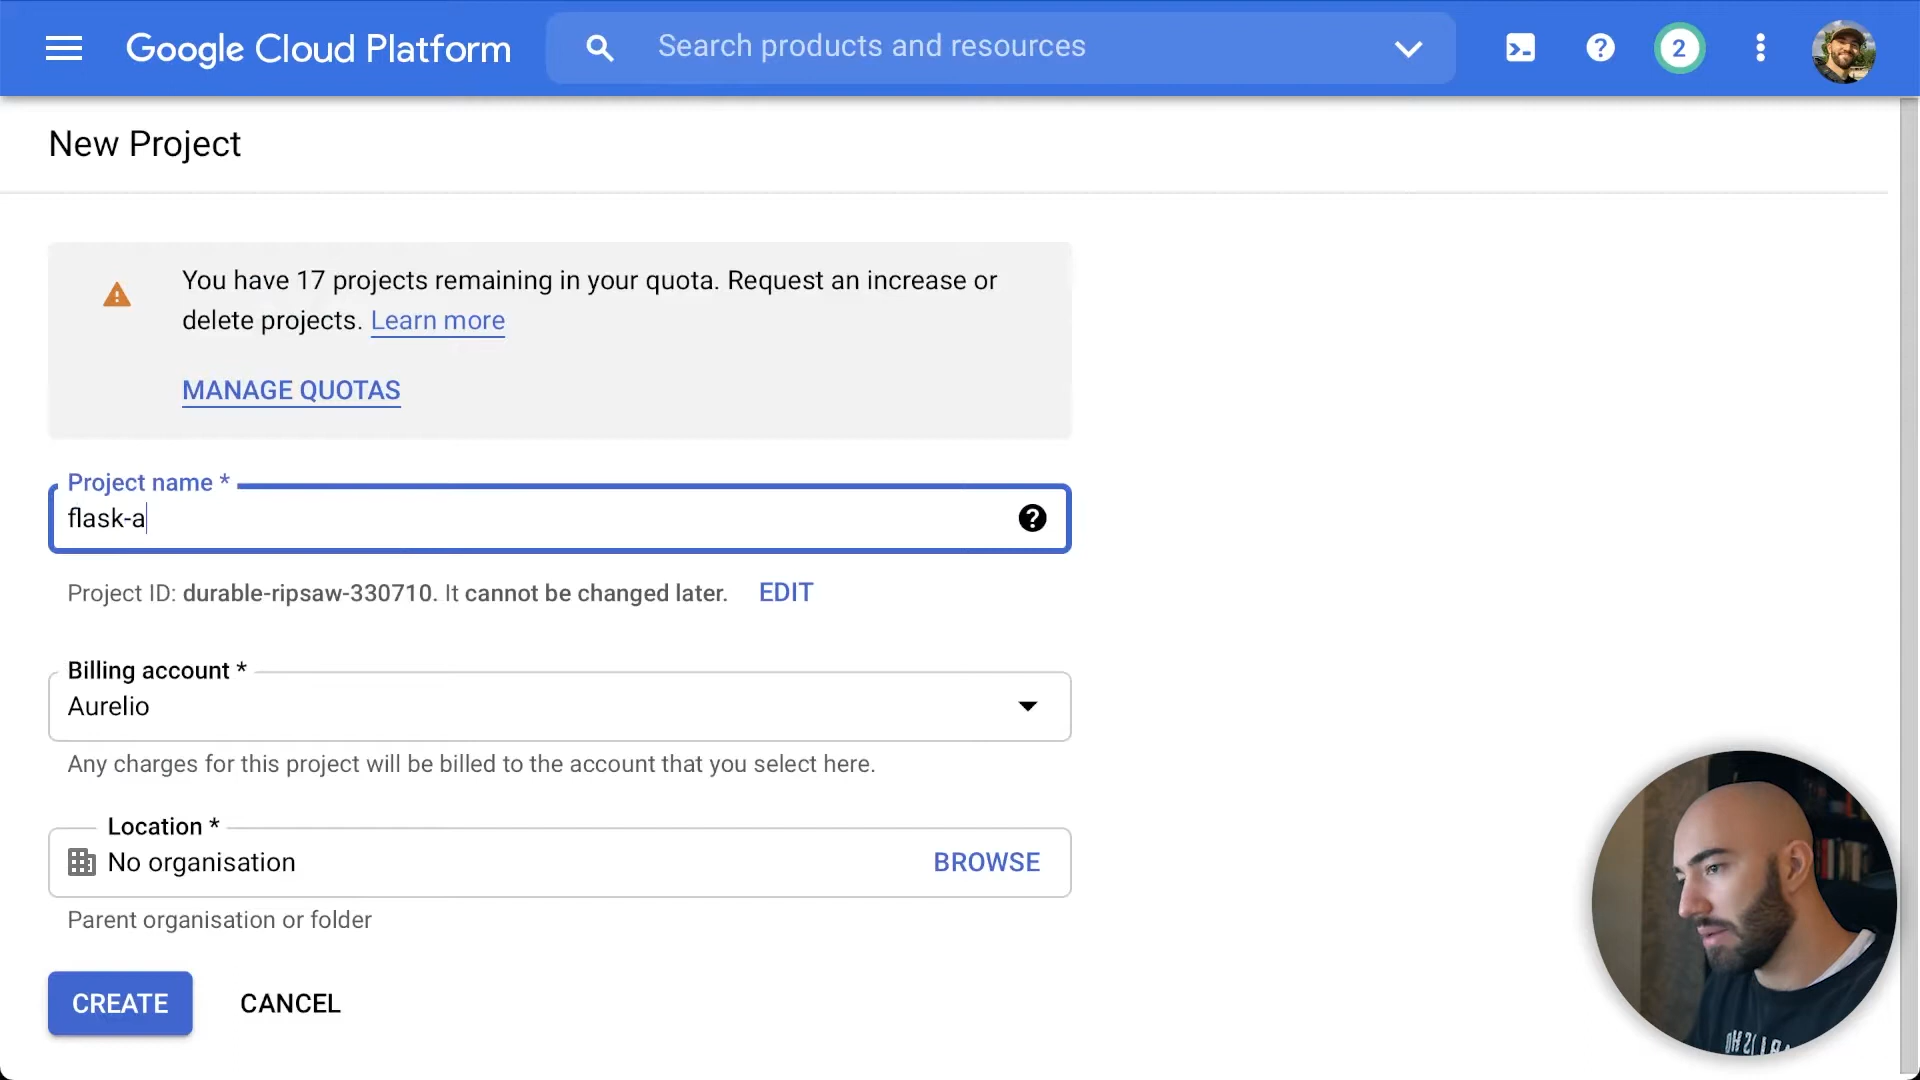 Google Cloud Platform
Search products and resources
2
New Project
You have 17 projects remaining in your quota. Request an increase or
delete projects. Learn more
MANAGE QUOTAS
Project name *
flask-a
Project ID: durable-ripsaw-330710. It cannot be changed later. EDIT
Billing account *
Aurelio
Any charges for this project will be billed to the account that you select here.
Location *
No organisation BROWSE
Parent organisation or folder
CREATE CANCEL